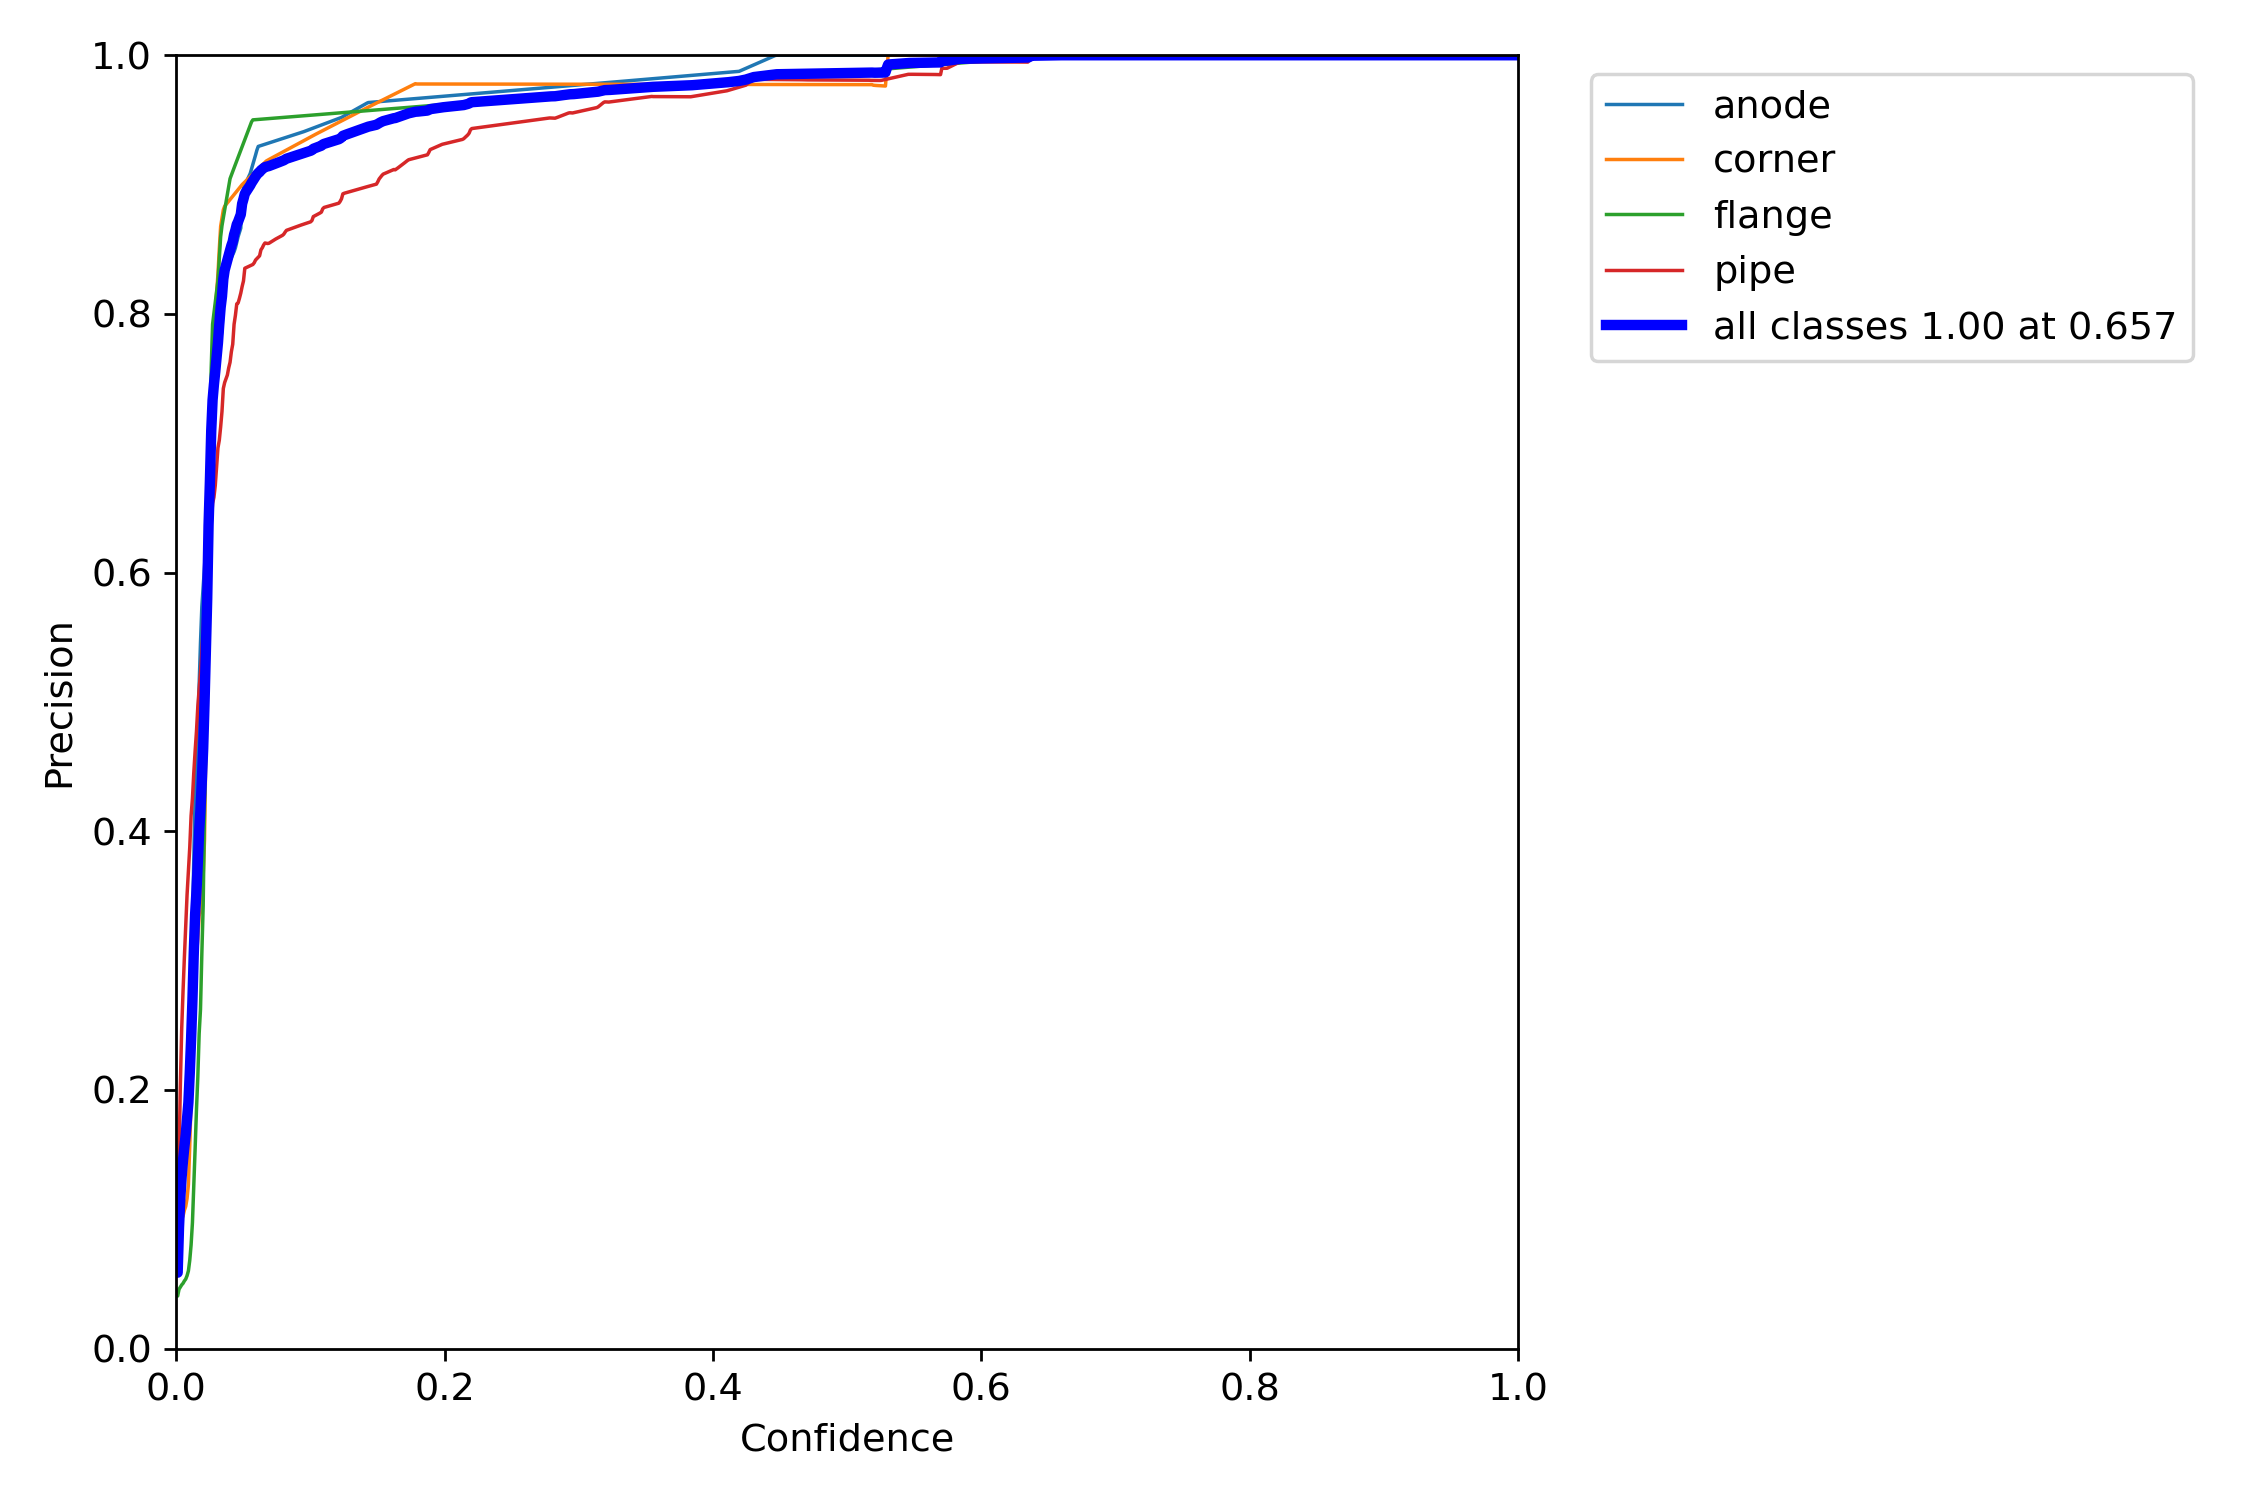 1.0
0.8
0.6
0.4
0.2
0.0
Precision
0.0 0.2 0.4 0.6 0.8 1.0
Confidence
anode
corner
flange
pipe
all classes 1.00 at 0.657